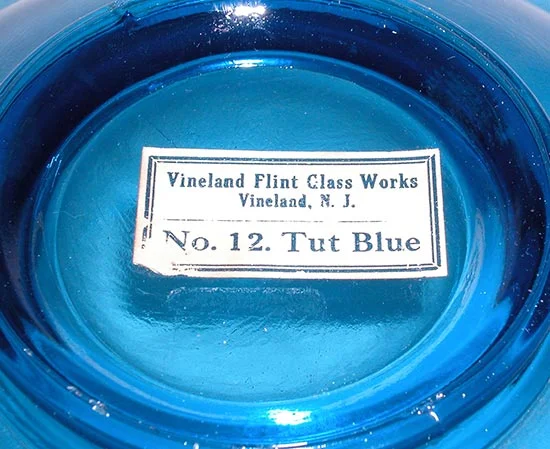 Vineland Flint Glass Works
Vineland, N. J.
No. 12. Tut Blue